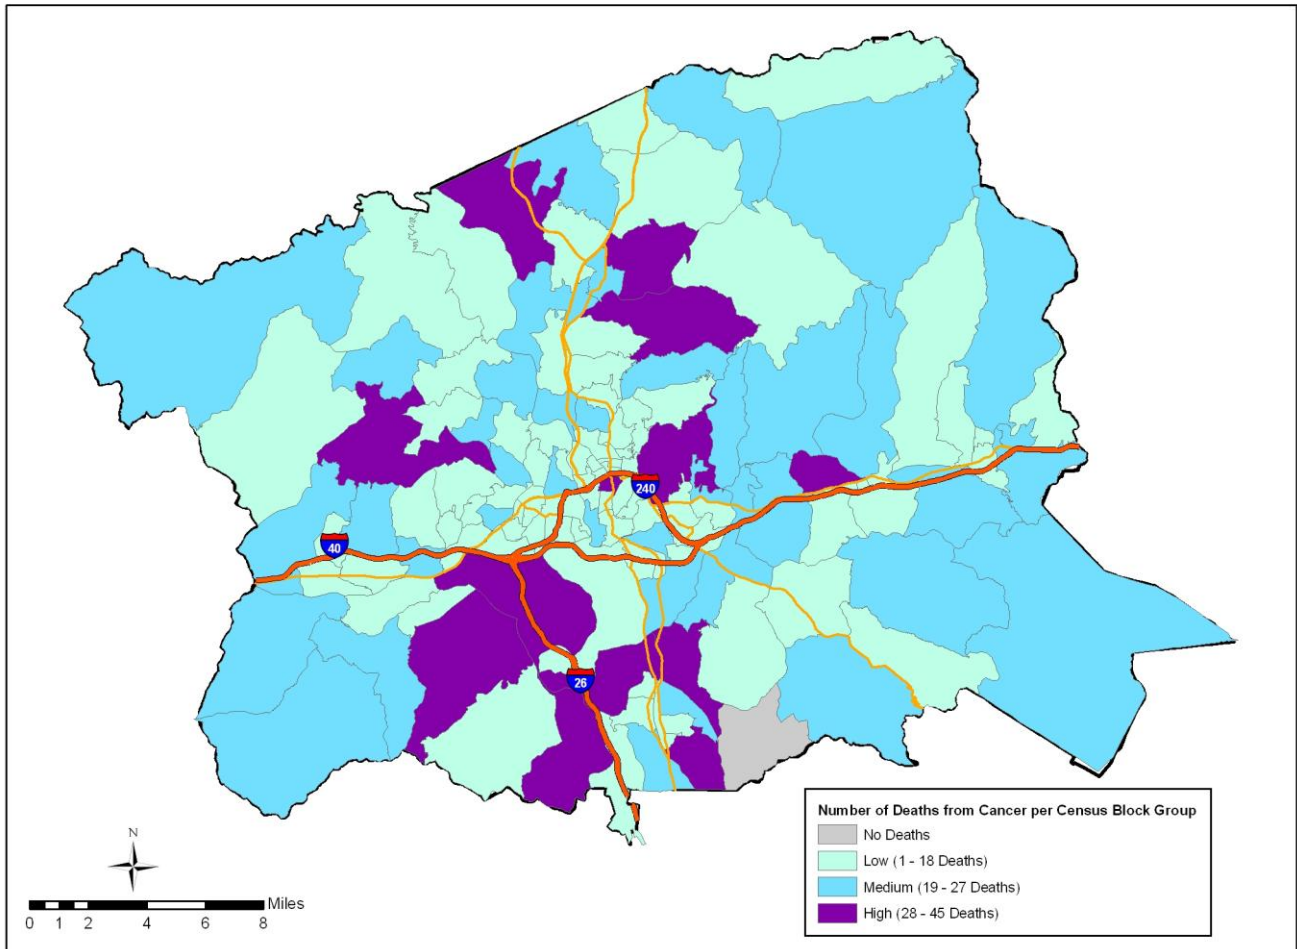 240
40
26
Number of Deaths from Cancer per Census Block Group
No Deaths
Low (1 - 18 Deaths)
Medium (19 - 27 Deaths)
High (28 - 45 Deaths)
N
Miles
0 1 2 4 6 8